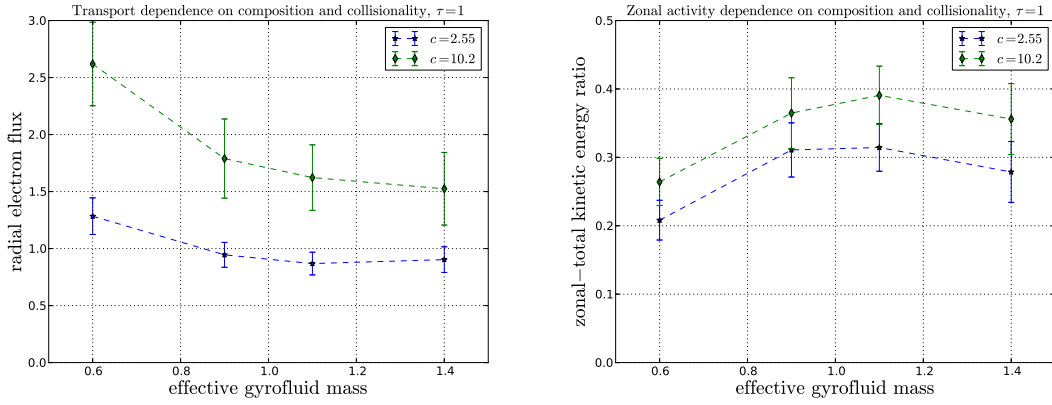 Transport dependence on composition and collisionality, τ=1
3.0
2.5
2.0
1.5
1.0
0.5
0.0
radial electron flux
c=2.55
c=10.2
0.6 0.8 1.0 1.2 1.4
effective gyrofluid mass
Zonal activity dependence on composition and collisionality, τ=1
0.5
0.4
0.3
0.2
0.1
0.0
zonal−total kinetic energy ratio
c=2.55
c=10.2
0.6 0.8 1.0 1.2 1.4
effective gyrofluid mass